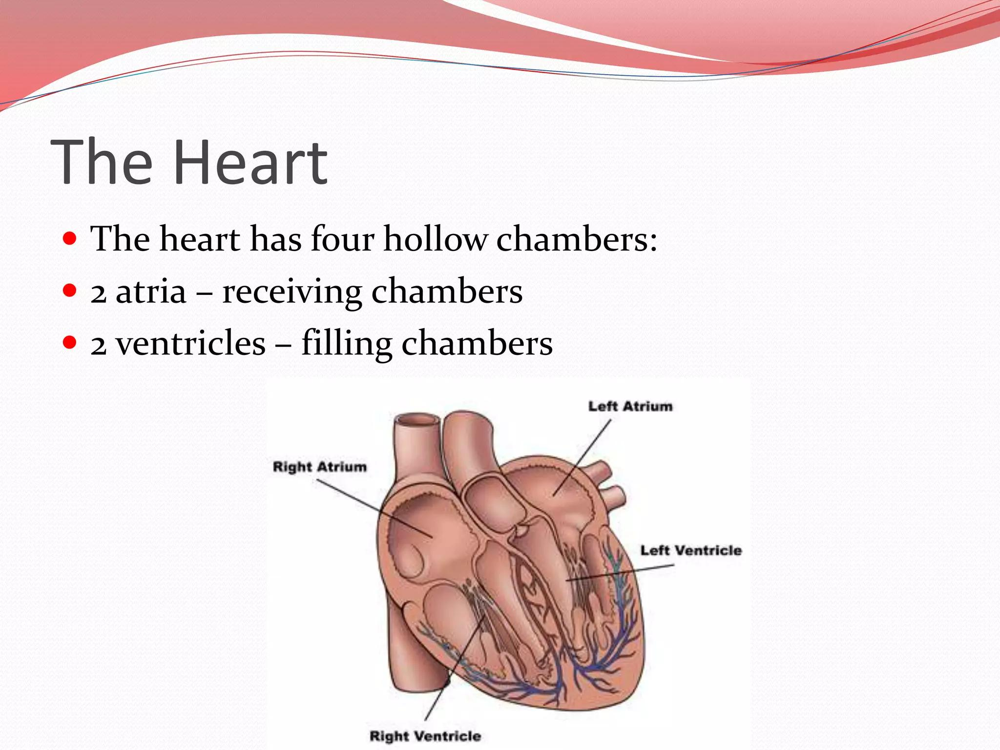 The Heart
The heart has four hollow chambers:
2 atria – receiving chambers
2 ventricles – filling chambers
Left Atrium
Right Atrium
Left Ventricle
Right Ventricle